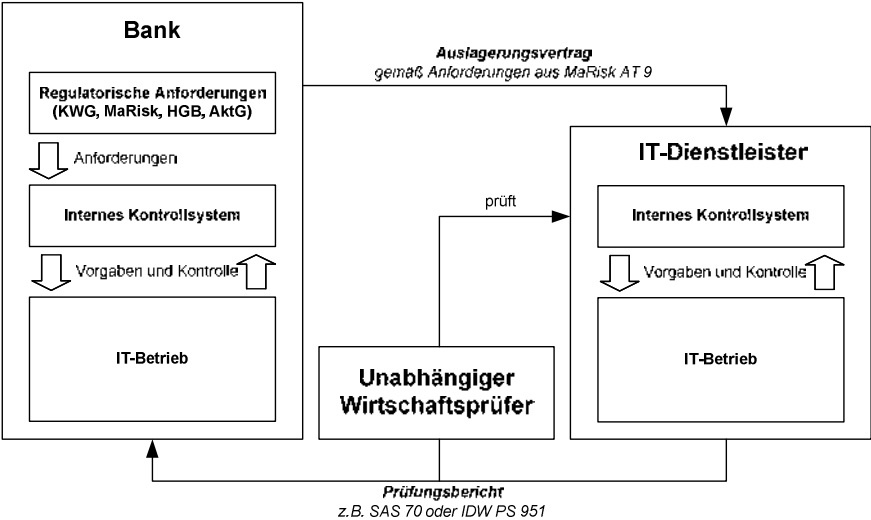 Bank
Auslagerungsvertrag
gemäß Anforderungen aus MaRisk AT 9
Regulatorische Anforderungen
(KWG, MaRisk, HGB, AktG)
Anforderungen
Internes Kontrollsystem
Vorgaben und Kontrolle
IT-Betrieb
prüft
Unabhängiger
Wirtschaftsprüfer
IT-Dienstleister
Internes Kontrollsystem
Vorgaben und Kontrolle
IT-Betrieb
Prüfungsbericht
z.B. SAS 70 oder IDW PS 951